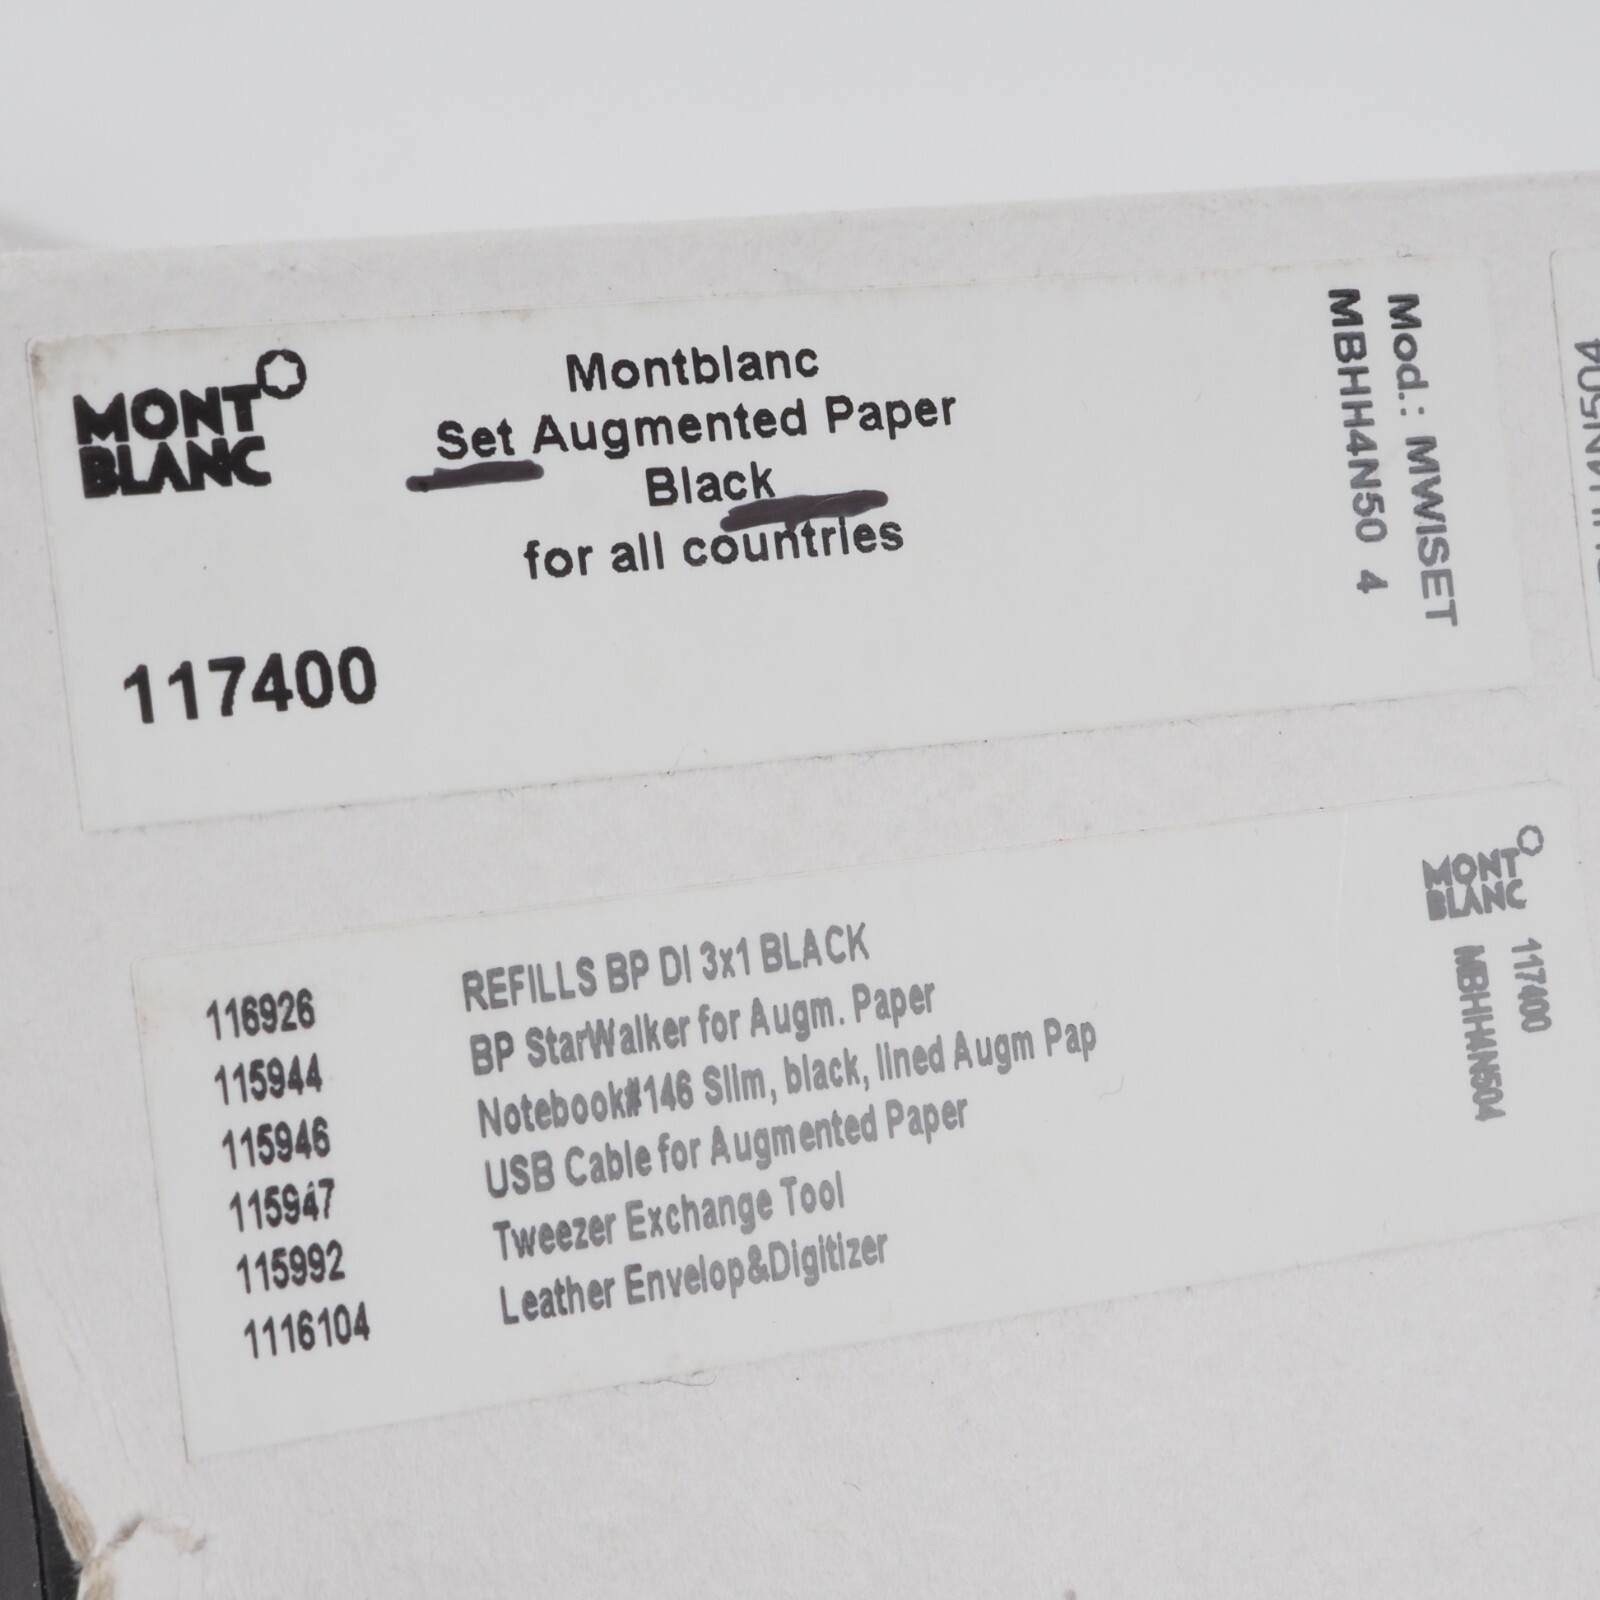 MONT
BLANC
Montblanc
Set Augmented Paper
Black
for all countries
117400
Mod.: MWISET
MBHH4N50 4
116926 REFILLS BP DI 3x1 BLACK
115944 BP StarWalker for Augm. Paper
115946 Notebook#146 Slim, black, lined Augm Pap
115947 USB Cable for Augmented Paper
115992 Tweezer Exchange Tool
1116104 Leather Envelop&Digitizer
MONT
BLANC
117400
MBHH4N504